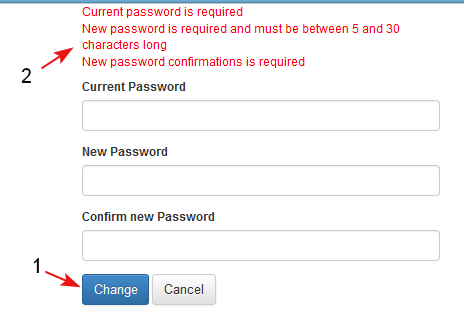 Current password is required
New password is required and must be between 5 and 30
characters long
2
New password confirmations is required
Current Password
New Password
Confirm new Password
1
Change
Cancel